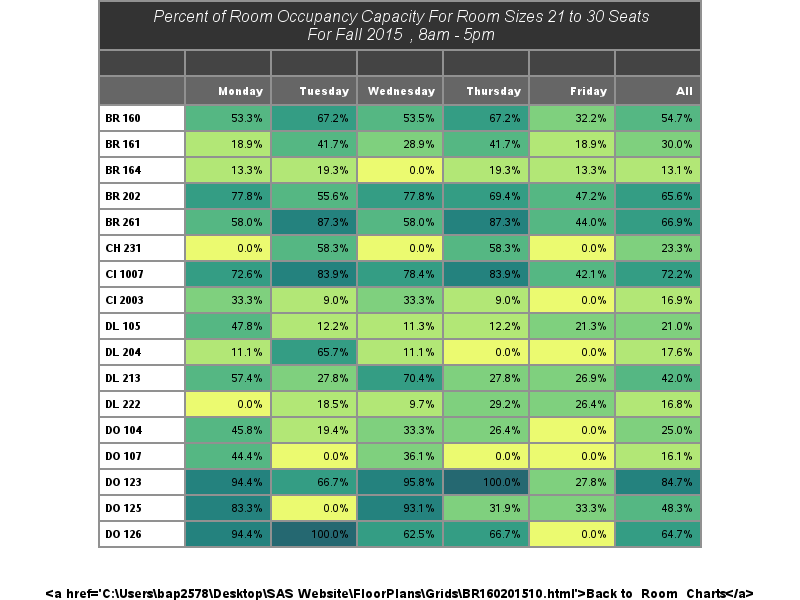 Percent of Room Occupancy Capacity For Room Sizes 21 to 30 Seats
For Fall 2015 , 8am - 5pm
Monday Tuesday Wednesday Thursday Friday All
BR 160 53.3% 67.2% 53.5% 67.2% 32.2% 54.7%
BR 161 18.9% 41.7% 28.9% 41.7% 18.9% 30.0%
BR 164 13.3% 19.3% 0.0% 19.3% 13.3% 13.1%
BR 202 77.8% 55.6% 77.8% 69.4% 47.2% 65.6%
BR 261 58.0% 87.3% 58.0% 87.3% 44.0% 66.9%
CH 231 0.0% 58.3% 0.0% 58.3% 0.0% 23.3%
CI 1007 72.6% 83.9% 78.4% 83.9% 42.1% 72.2%
CI 2003 33.3% 9.0% 33.3% 9.0% 0.0% 16.9%
DL 105 47.8% 12.2% 11.3% 12.2% 21.3% 21.0%
DL 204 11.1% 65.7% 11.1% 0.0% 0.0% 17.6%
DL 213 57.4% 27.8% 70.4% 27.8% 26.9% 42.0%
DL 222 0.0% 18.5% 9.7% 29.2% 26.4% 16.8%
DO 104 45.8% 19.4% 33.3% 26.4% 0.0% 25.0%
DO 107 44.4% 0.0% 36.1% 0.0% 0.0% 16.1%
DO 123 94.4% 66.7% 95.8% 100.0% 27.8% 84.7%
DO 125 83.3% 0.0% 93.1% 31.9% 33.3% 48.3%
DO 126 94.4% 100.0% 62.5% 66.7% 0.0% 64.7%
<a href='C:\Users\bap2578\Desktop\SAS Website\FloorPlans\Grids\BR160201510.html'>Back to Room Charts</a>